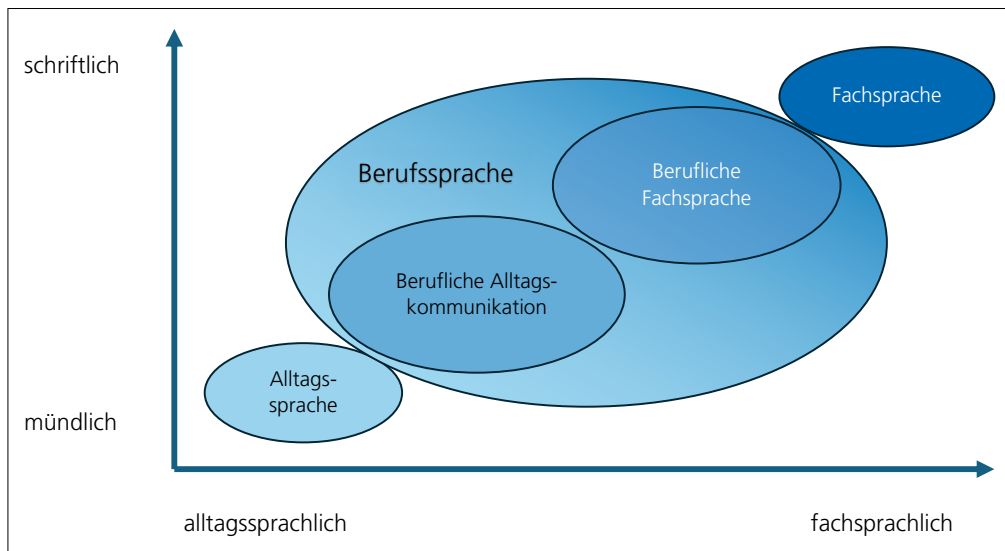 schriftlich
Fachsprache
Berufssprache
Berufliche
Fachsprache
Berufliche Alltags-
kommunikation
Alltags-
sprache
mündlich
alltagssprachlich
fachsprachlich